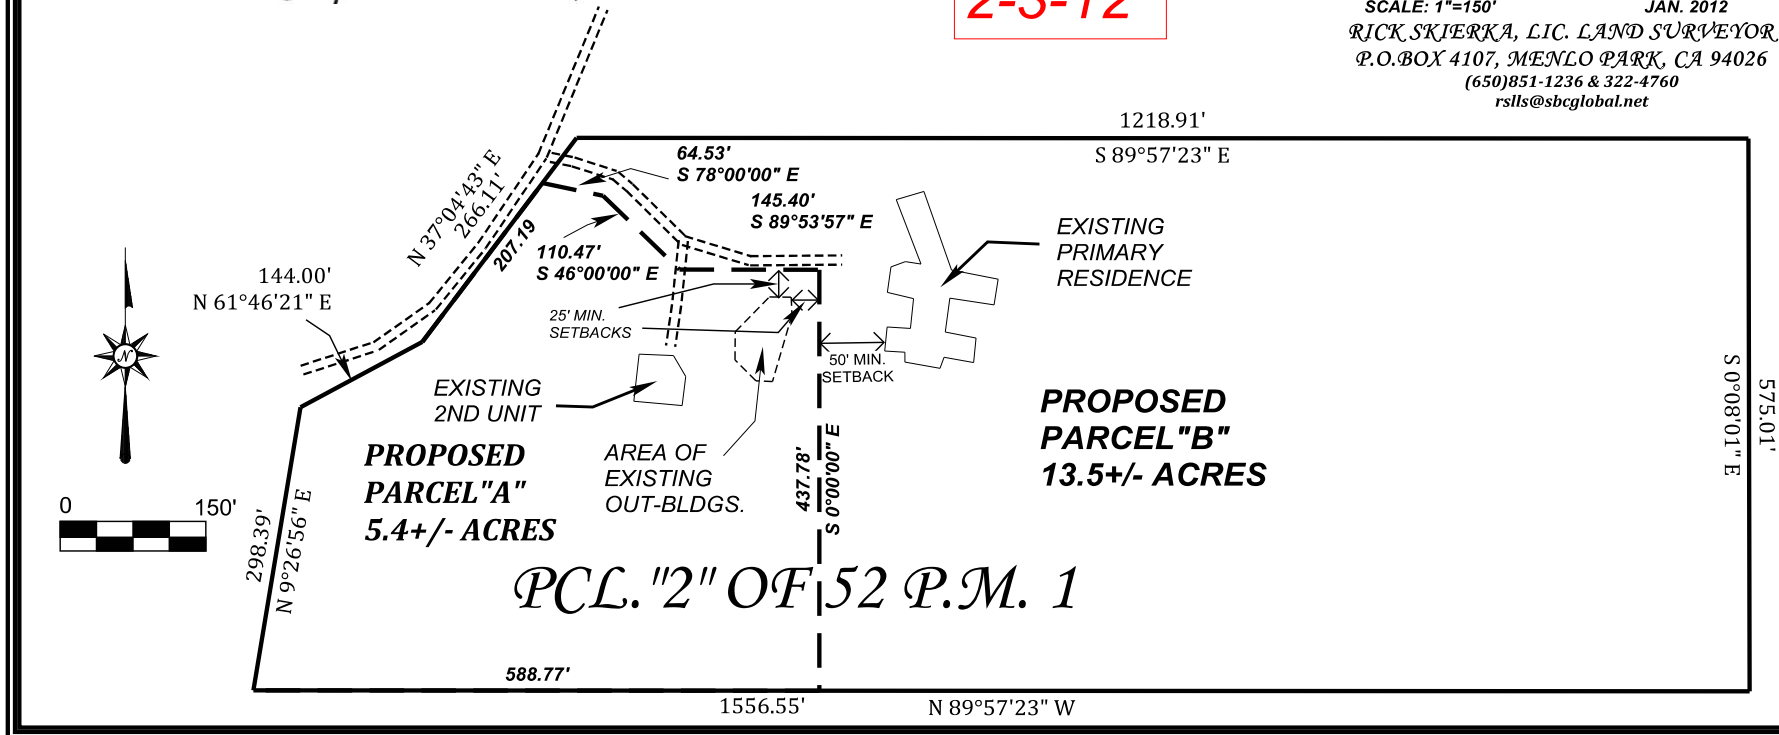 2-3-12
SCALE: 1"=150'
JAN. 2012
RICK SKIERKA, LIC. LAND SURVEYOR
P.O.BOX 4107, MENLO PARK, CA 94026
(650)851-1236 & 322-4760
rslls@sbcglobal.net
1218.91'
S 89°57'23" E
64.53'
S 78°00'00" E
145.40'
S 89°53'57" E
N 37°04'43" E
266.11'
207.19
110.47'
S 46°00'00" E
EXISTING
PRIMARY
RESIDENCE
144.00'
N 61°46'21" E
25' MIN.
SETBACKS
50' MIN.
SETBACK
N
EXISTING
2ND UNIT
PROPOSED
PARCEL"A"
5.4+/- ACRES
AREA OF
EXISTING
OUT-BLDGS.
437.78'
S 0°00'00" E
PROPOSED
PARCEL"B"
13.5+/- ACRES
S 0°08'01" E
575.01'
0
150'
298.39'
N 9°26'56" E
PCL."2" OF 52 P.M. 1
588.77'
1556.55'
N 89°57'23" W